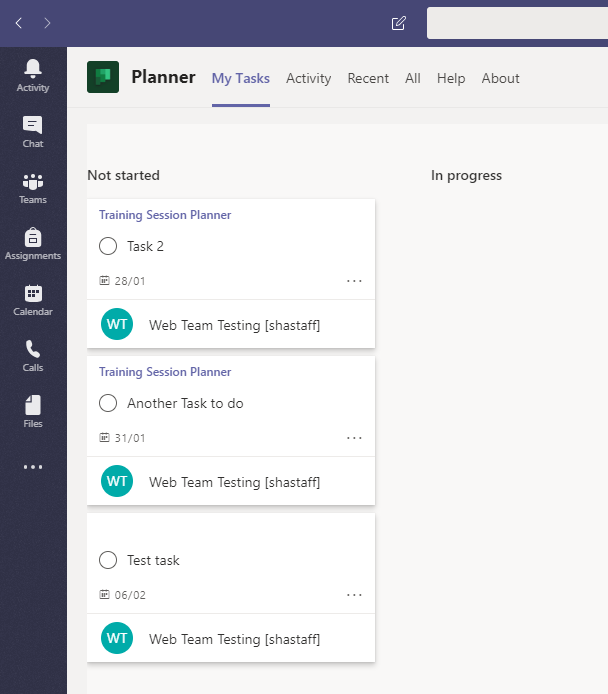 Activity
Chat
Teams
Assignments
Calendar
Calls
Files
Planner My Tasks Activity Recent All Help About
Not started
In progress
Training Session Planner
Task 2
28/01
WT Web Team Testing [shastaff]
Training Session Planner
Another Task to do
31/01
WT Web Team Testing [shastaff]
Test task
06/02
WT Web Team Testing [shastaff]